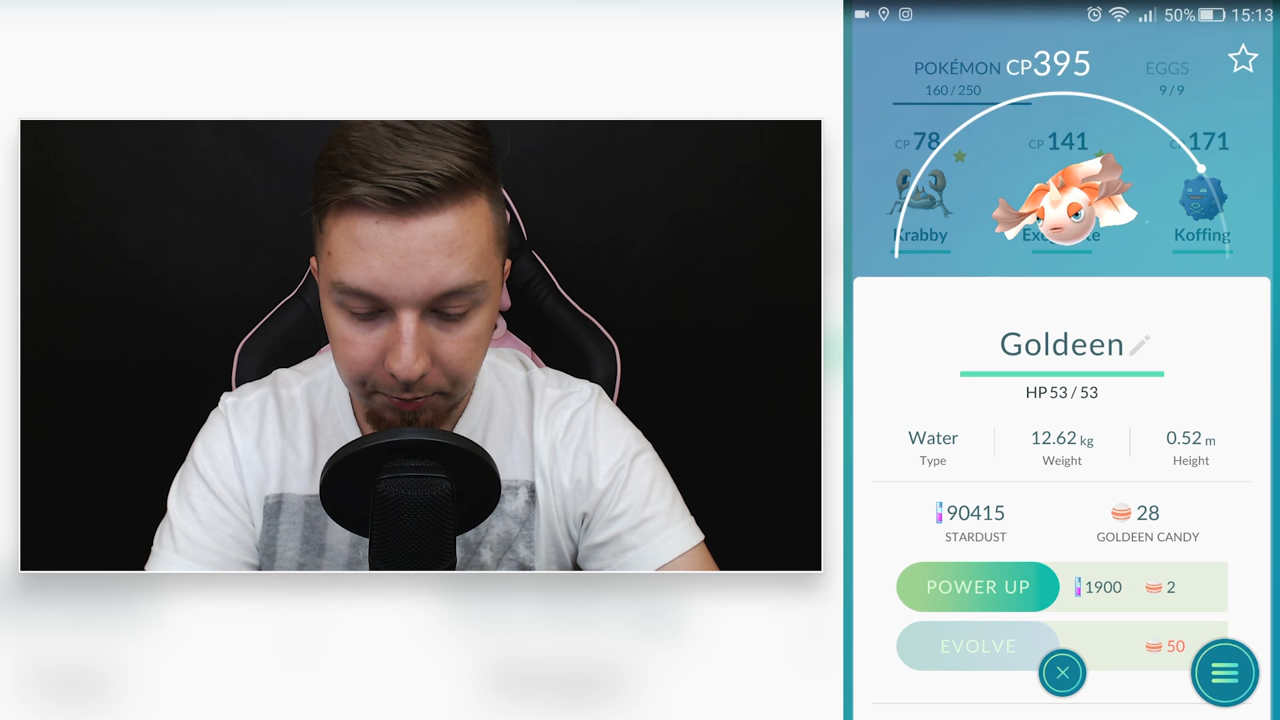 50% 15:13
POKÉMON CP395 EGGS
160 / 250 9 / 9
CP 78 CP 141 CP 171
Krabby Koffing
Goldeen
HP 53 / 53
Water 12.62 kg 0.52 m
Type Weight Height
90415 28
STARDUST GOLDEEN CANDY
POWER UP 1900 2
EVOLVE 50